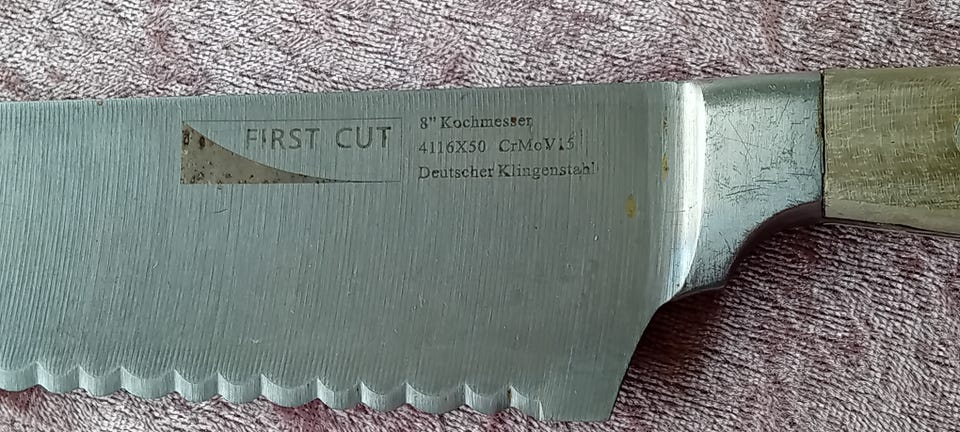 FIRST CUT
8" Kochmesser
4116X50 CrMoV15
Deutscher Klingenstahl